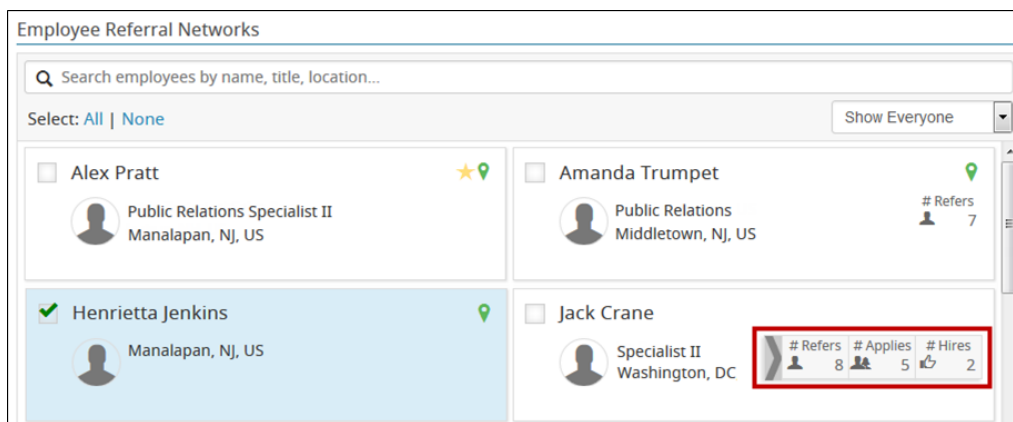 Employee Referral Networks
Search employees by name, title, location...
Select: All | None
Show Everyone
Alex Pratt
Public Relations Specialist II
Manalapan, NJ, US
Amanda Trumpet
Public Relations
Middletown, NJ, US
# Refers
7
Henrietta Jenkins
Manalapan, NJ, US
Jack Crane
Specialist II
Washington, DC
# Refers # Applies # Hires
8 5 2